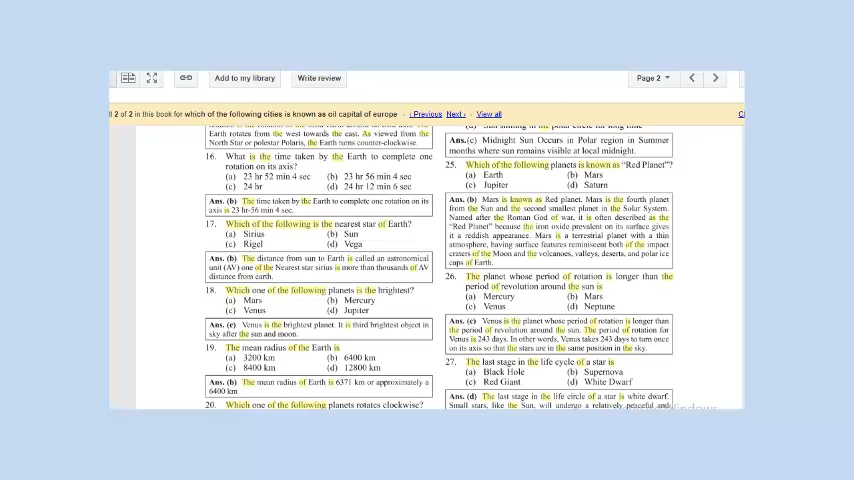 Add to my library
Write review
Page 2
lt 2 of 2 in this book for which of the following cities is known as oil capital of europe
‹ Previous Next › - View all
Cl
Earth rotates from the west towards the east. As viewed from the
North Star or polestar Polaris, the Earth turns counter-clockwise.
16. What is the time taken by the Earth to complete one
rotation on its axis?
(a) 23 hr 52 min 4 sec (b) 23 hr 56 min 4 sec
(c) 24 hr (d) 24 hr 12 min 6 sec
Ans. (b) The time taken by the Earth to complete one rotation on its
axis is 23 hr-56 min 4 sec.
17. Which of the following is the nearest star of Earth?
(a) Sirius (b) Sun
(c) Rigel (d) Vega
Ans. (b) The distance from sun to Earth is called an astronomical
unit (AV) one of the Nearest star sirius is more than thousands of AV
distance from earth.
18. Which one of the following planets is the brightest?
(a) Mars (b) Mercury
(c) Venus (d) Jupiter
Ans. (c) Venus is the brightest planet. It is third brightest object in
sky after the sun and moon.
19. The mean radius of the Earth is
(a) 3200 km (b) 6400 km
(c) 8400 km (d) 12800 km
Ans. (b) The mean radius of Earth is 6371 km or approximately a
6400 km
20. Which one of the following planets rotates clockwise?
(d) Sun shining in the polar circle for long time
Ans.(c) Midnight Sun Occurs in Polar region in Summer
months where sun remains visible at local midnight.
25. Which of the following planets is known as "Red Planet"?
(a) Earth (b) Mars
(c) Jupiter (d) Saturn
Ans. (b) Mars is known as Red planet. Mars is the fourth planet
from the Sun and the second smallest planet in the Solar System.
Named after the Roman God of war, it is often described as the
"Red Planet" because the iron oxide prevalent on its surface gives
it a reddish appearance. Mars is a terrestrial planet with a thin
atmosphere, having surface features reminiscent both of the impact
craters of the Moon and the volcanoes, valleys, deserts, and polar ice
caps of Earth.
26. The planet whose period of rotation is longer than the
period of revolution around the sun is
(a) Mercury (b) Mars
(c) Venus (d) Neptune
Ans. (c) Venus is the planet whose period of rotation is longer than
the period of revolution around the sun. The period of rotation for
Venus is 243 days. In other words, Venus takes 243 days to turn once
on its axis so that the stars are in the same position in the sky.
27. The last stage in the life cycle of a star is
(a) Black Hole (b) Supernova
(c) Red Giant (d) White Dwarf
Ans. (d) The last stage in the life circle of a star is white dwarf.
Small stars, like the Sun, will undergo a relatively peaceful and